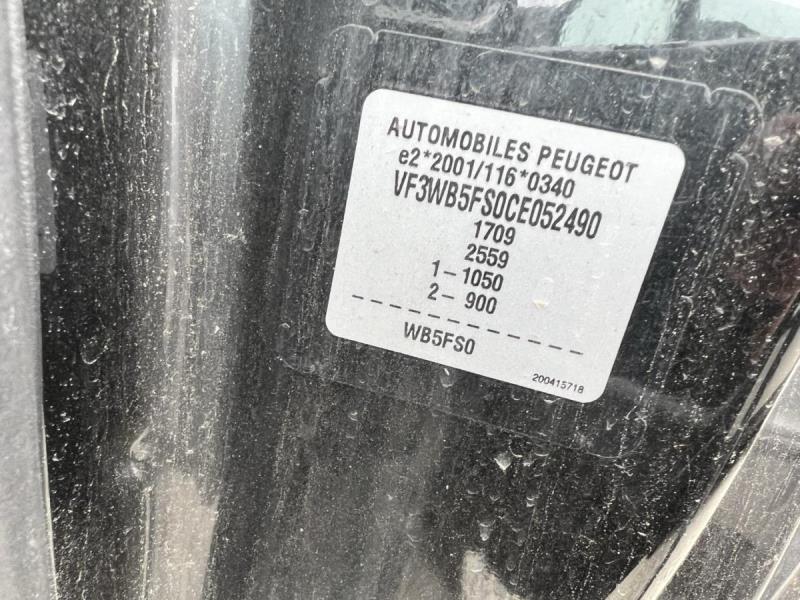 AUTOMOBILES PEUGEOT
e2*2001/116*0340
VF3WB5FS0CE052490
1709
2559
1- 1050
2- 900
WB5FS0
200415718